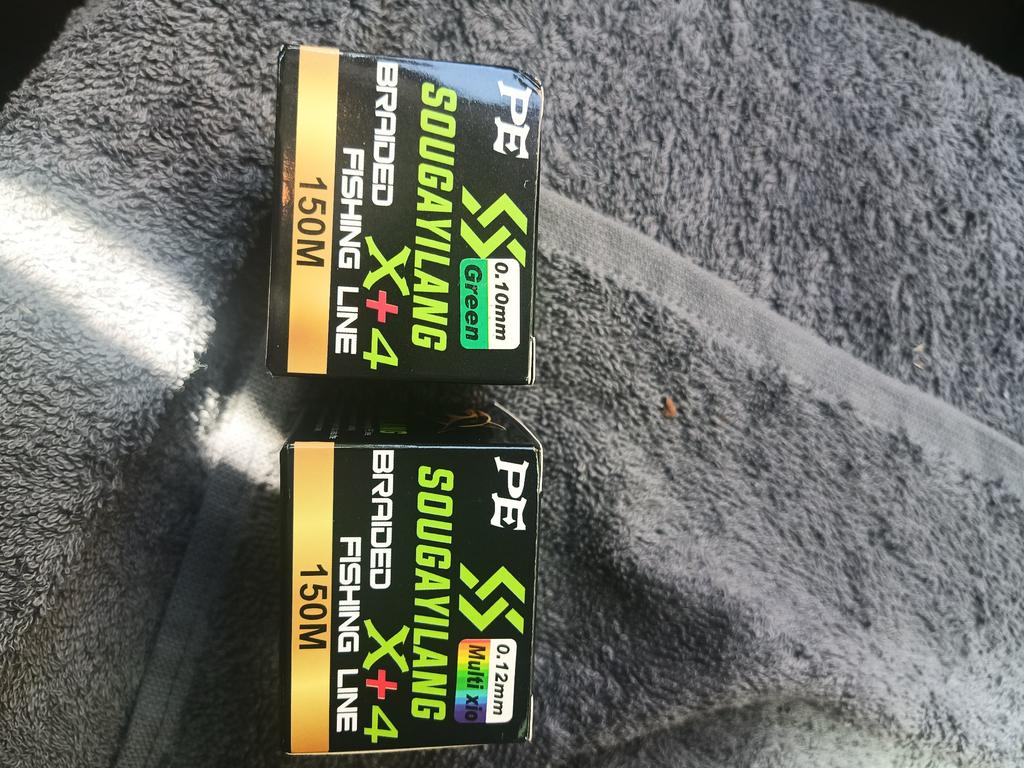 PE
0.10mm
Green
SOUGAYILANG
BRAIDED X+4
FISHING LINE
150M
PE
0.12mm
Multi xio
SOUGAYILANG
BRAIDED X+4
FISHING LINE
150M